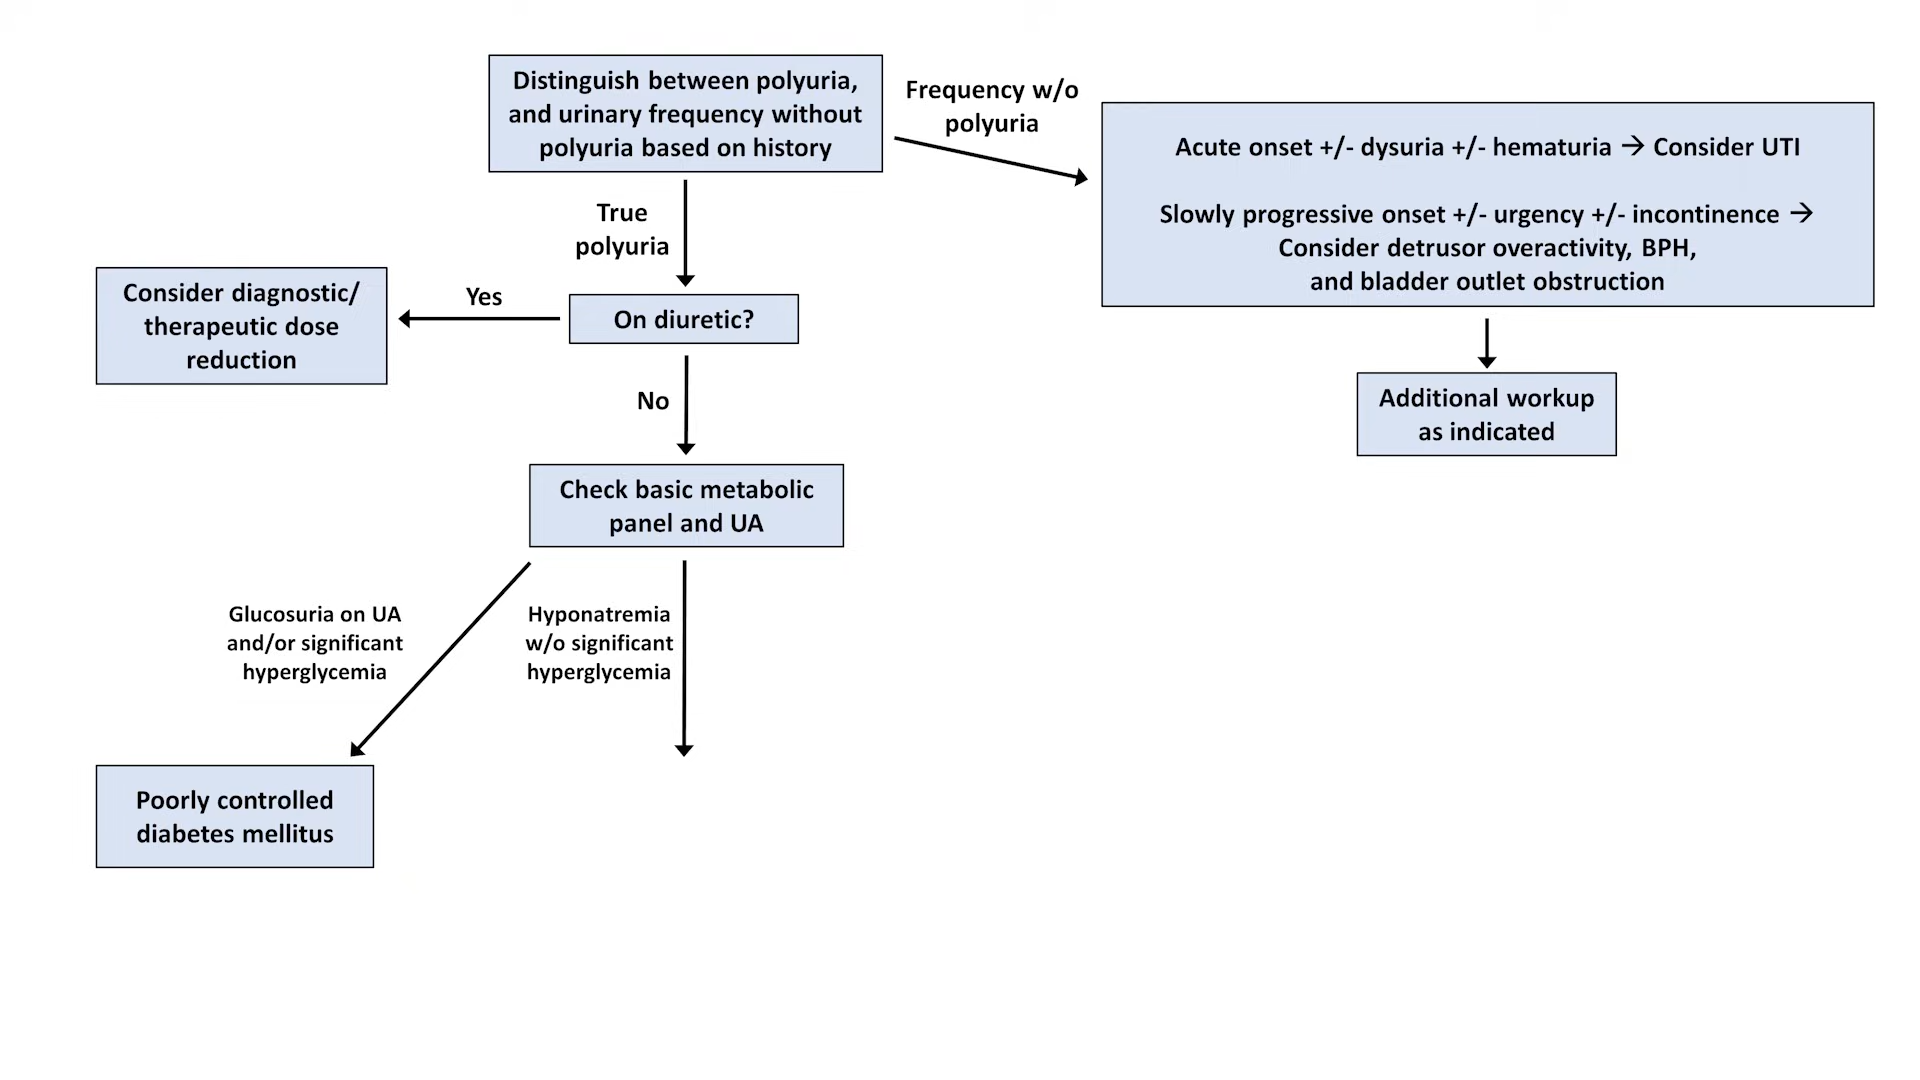 Distinguish between polyuria,
and urinary frequency without
polyuria based on history
Frequency w/o
polyuria
Acute onset +/- dysuria +/- hematuria → Consider UTI
Slowly progressive onset +/- urgency +/- incontinence →
Consider detrusor overactivity, BPH,
and bladder outlet obstruction
True
polyuria
Consider diagnostic/
therapeutic dose
reduction
Yes
On diuretic?
No
Additional workup
as indicated
Check basic metabolic
panel and UA
Glucosuria on UA
and/or significant
hyperglycemia
Hyponatremia
w/o significant
hyperglycemia
Poorly controlled
diabetes mellitus